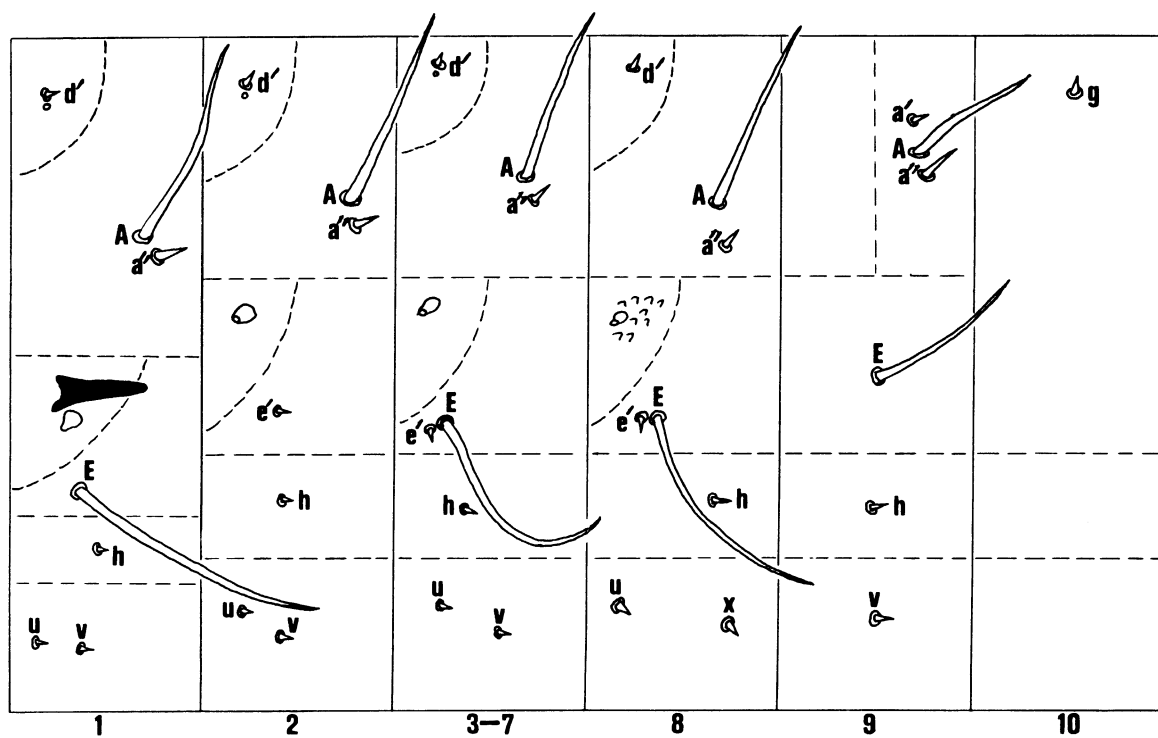 d′ d′ d′ d′ a′ g
A A A A A
a″ a″ a″ a″ a″
e′ E e′ E e′ E
E h h h h h
u v u v u v u x v
1 2 3—7 8 9 10